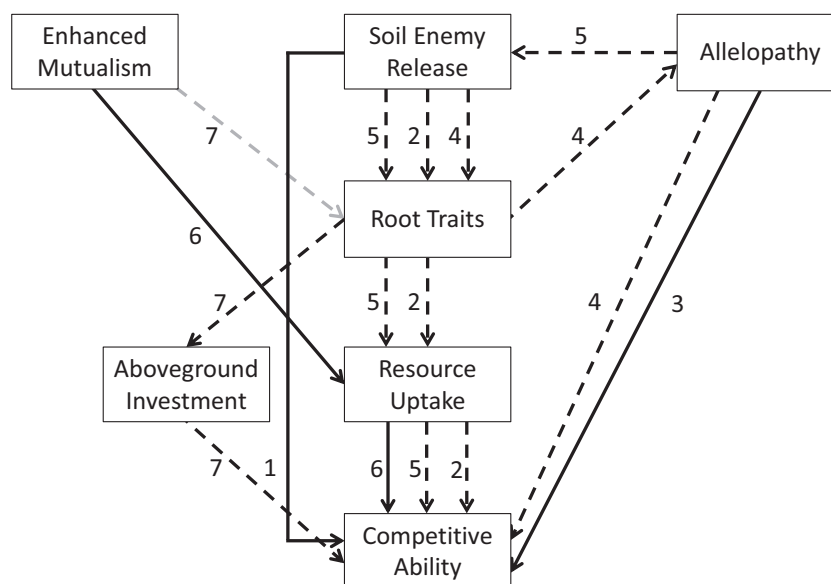 Enhanced
Mutualism
Soil Enemy
Release
5
Allelopathy
7
5
2
4
4
6
Root Traits
7
5
2
4
3
Aboveground
Investment
Resource
Uptake
7
1
6
5
2
Competitive
Ability